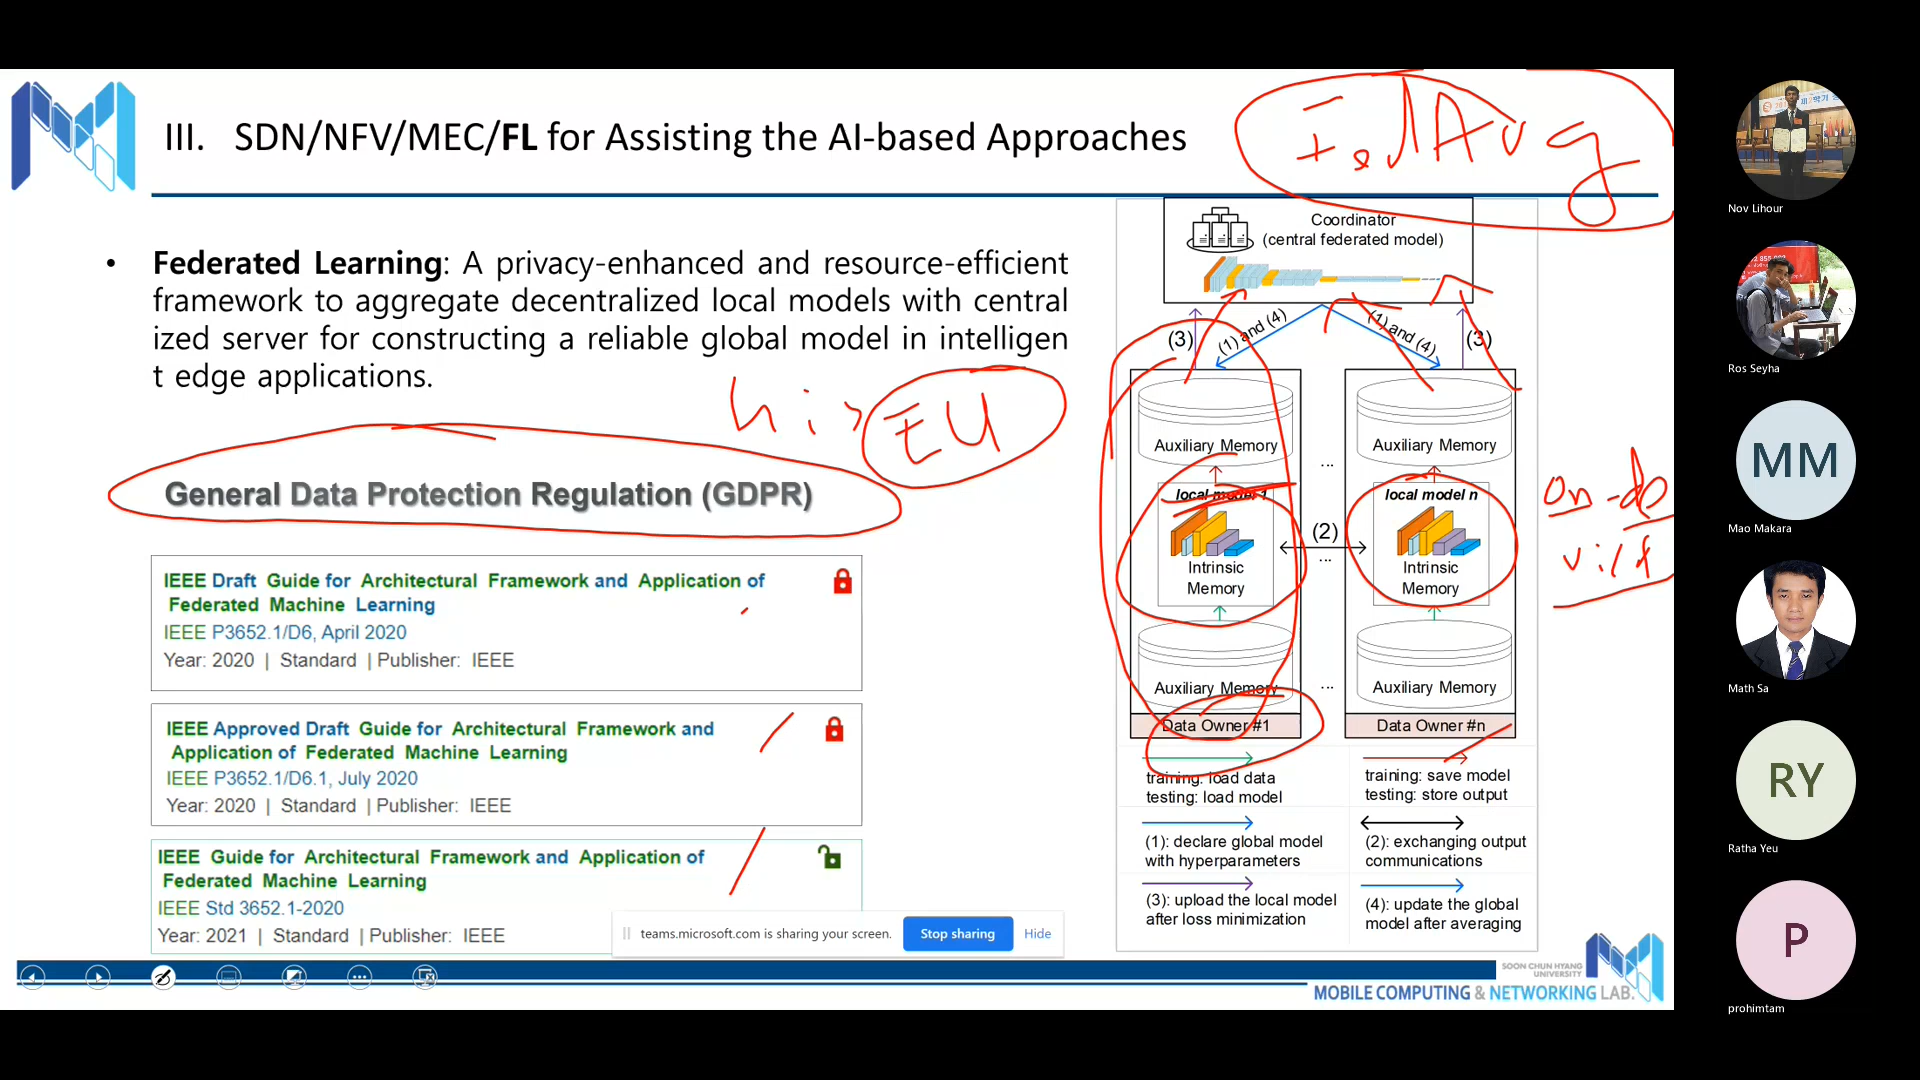 III. SDN/NFV/MEC/FL for Assisting the AI-based Approaches
FedAvg
• Federated Learning: A privacy-enhanced and resource-efficient
framework to aggregate decentralized local models with central
ized server for constructing a reliable global model in intelligen
t edge applications.
EU
General Data Protection Regulation (GDPR)
IEEE Draft Guide for Architectural Framework and Application of
Federated Machine Learning
IEEE P3652.1/D6, April 2020
Year: 2020 | Standard | Publisher: IEEE
IEEE Approved Draft Guide for Architectural Framework and
Application of Federated Machine Learning
IEEE P3652.1/D6.1, July 2020
Year: 2020 | Standard | Publisher: IEEE
IEEE Guide for Architectural Framework and Application of
Federated Machine Learning
IEEE Std 3652.1-2020
Year: 2021 | Standard | Publisher: IEEE
Coordinator
(central federated model)
(3)
(1) and (4)
(1) and (4)
(3)
Auxiliary Memory
Auxiliary Memory
...
local model 1
local model n
(2)
...
Intrinsic
Memory
Intrinsic
Memory
Auxiliary Memory
...
Auxiliary Memory
Data Owner #1
Data Owner #n
training: load data
testing: load model
training: save model
testing: store output
(1): declare global model
with hyperparameters
(2): exchanging output
communications
(3): upload the local model
after loss minimization
(4): update the global
model after averaging
teams.microsoft.com is sharing your screen.
Stop sharing
Hide
SOON CHUN HYANG
UNIVERSITY
MOBILE COMPUTING & NETWORKING LAB.
Nov Lihour
Ros Seyha
MM
Mao Makara
Math Sa
RY
Ratha Yeu
P
prohimtam